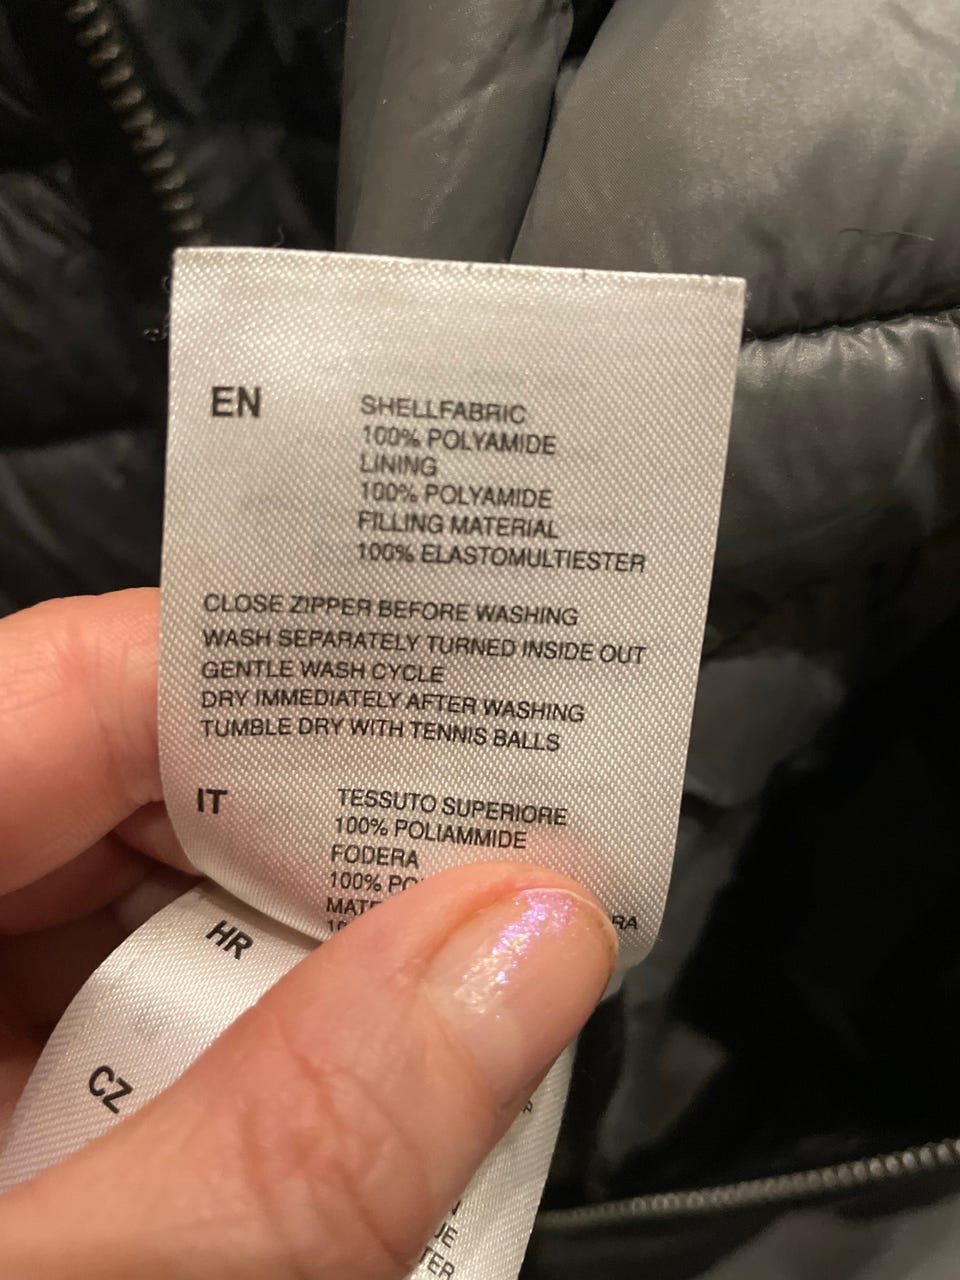 EN
SHELLFABRIC
100% POLYAMIDE
LINING
100% POLYAMIDE
FILLING MATERIAL
100% ELASTOMULTIESTER
CLOSE ZIPPER BEFORE WASHING
WASH SEPARATELY TURNED INSIDE OUT
GENTLE WASH CYCLE
DRY IMMEDIATELY AFTER WASHING
TUMBLE DRY WITH TENNIS BALLS
IT
TESSUTO SUPERIORE
100% POLIAMMIDE
FODERA
100%
HR
CZ